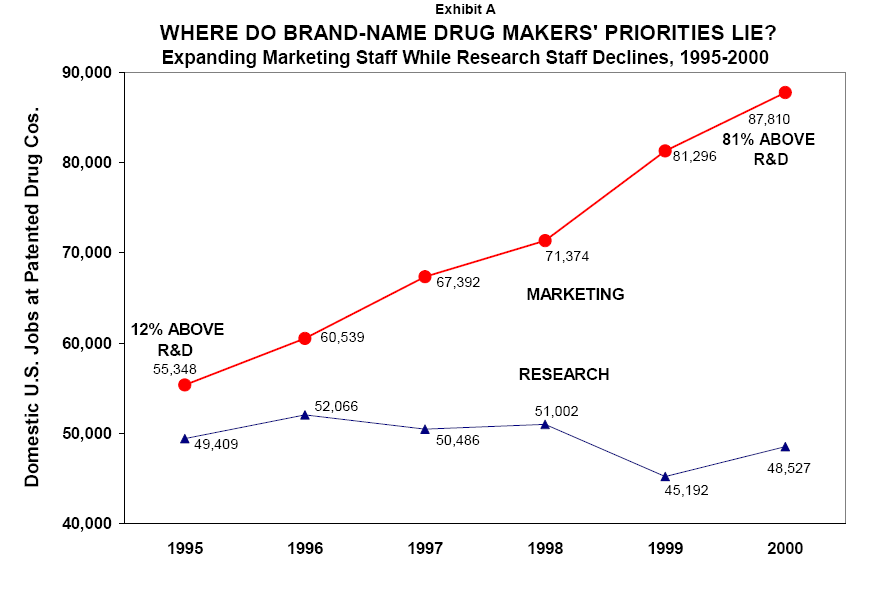 Exhibit A
WHERE DO BRAND-NAME DRUG MAKERS' PRIORITIES LIE?
Expanding Marketing Staff While Research Staff Declines, 1995-2000
Domestic U.S. Jobs at Patented Drug Cos.
90,000
80,000
70,000
60,000
50,000
40,000
12% ABOVE
R&D
55,348
60,539
67,392
71,374
81,296
87,810
81% ABOVE
R&D
MARKETING
RESEARCH
49,409
52,066
50,486
51,002
45,192
48,527
1995
1996
1997
1998
1999
2000